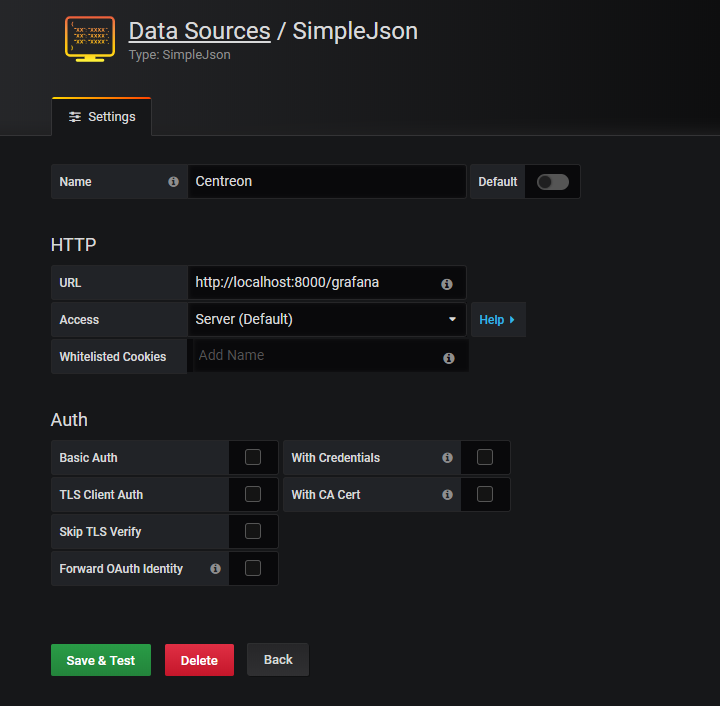 Data Sources / SimpleJson
Type: SimpleJson
Settings
Name Centreon Default
HTTP
URL http://localhost:8000/grafana
Access Server (Default) Help
Whitelisted Cookies Add Name
Auth
Basic Auth With Credentials
TLS Client Auth With CA Cert
Skip TLS Verify
Forward OAuth Identity
Save & Test Delete Back